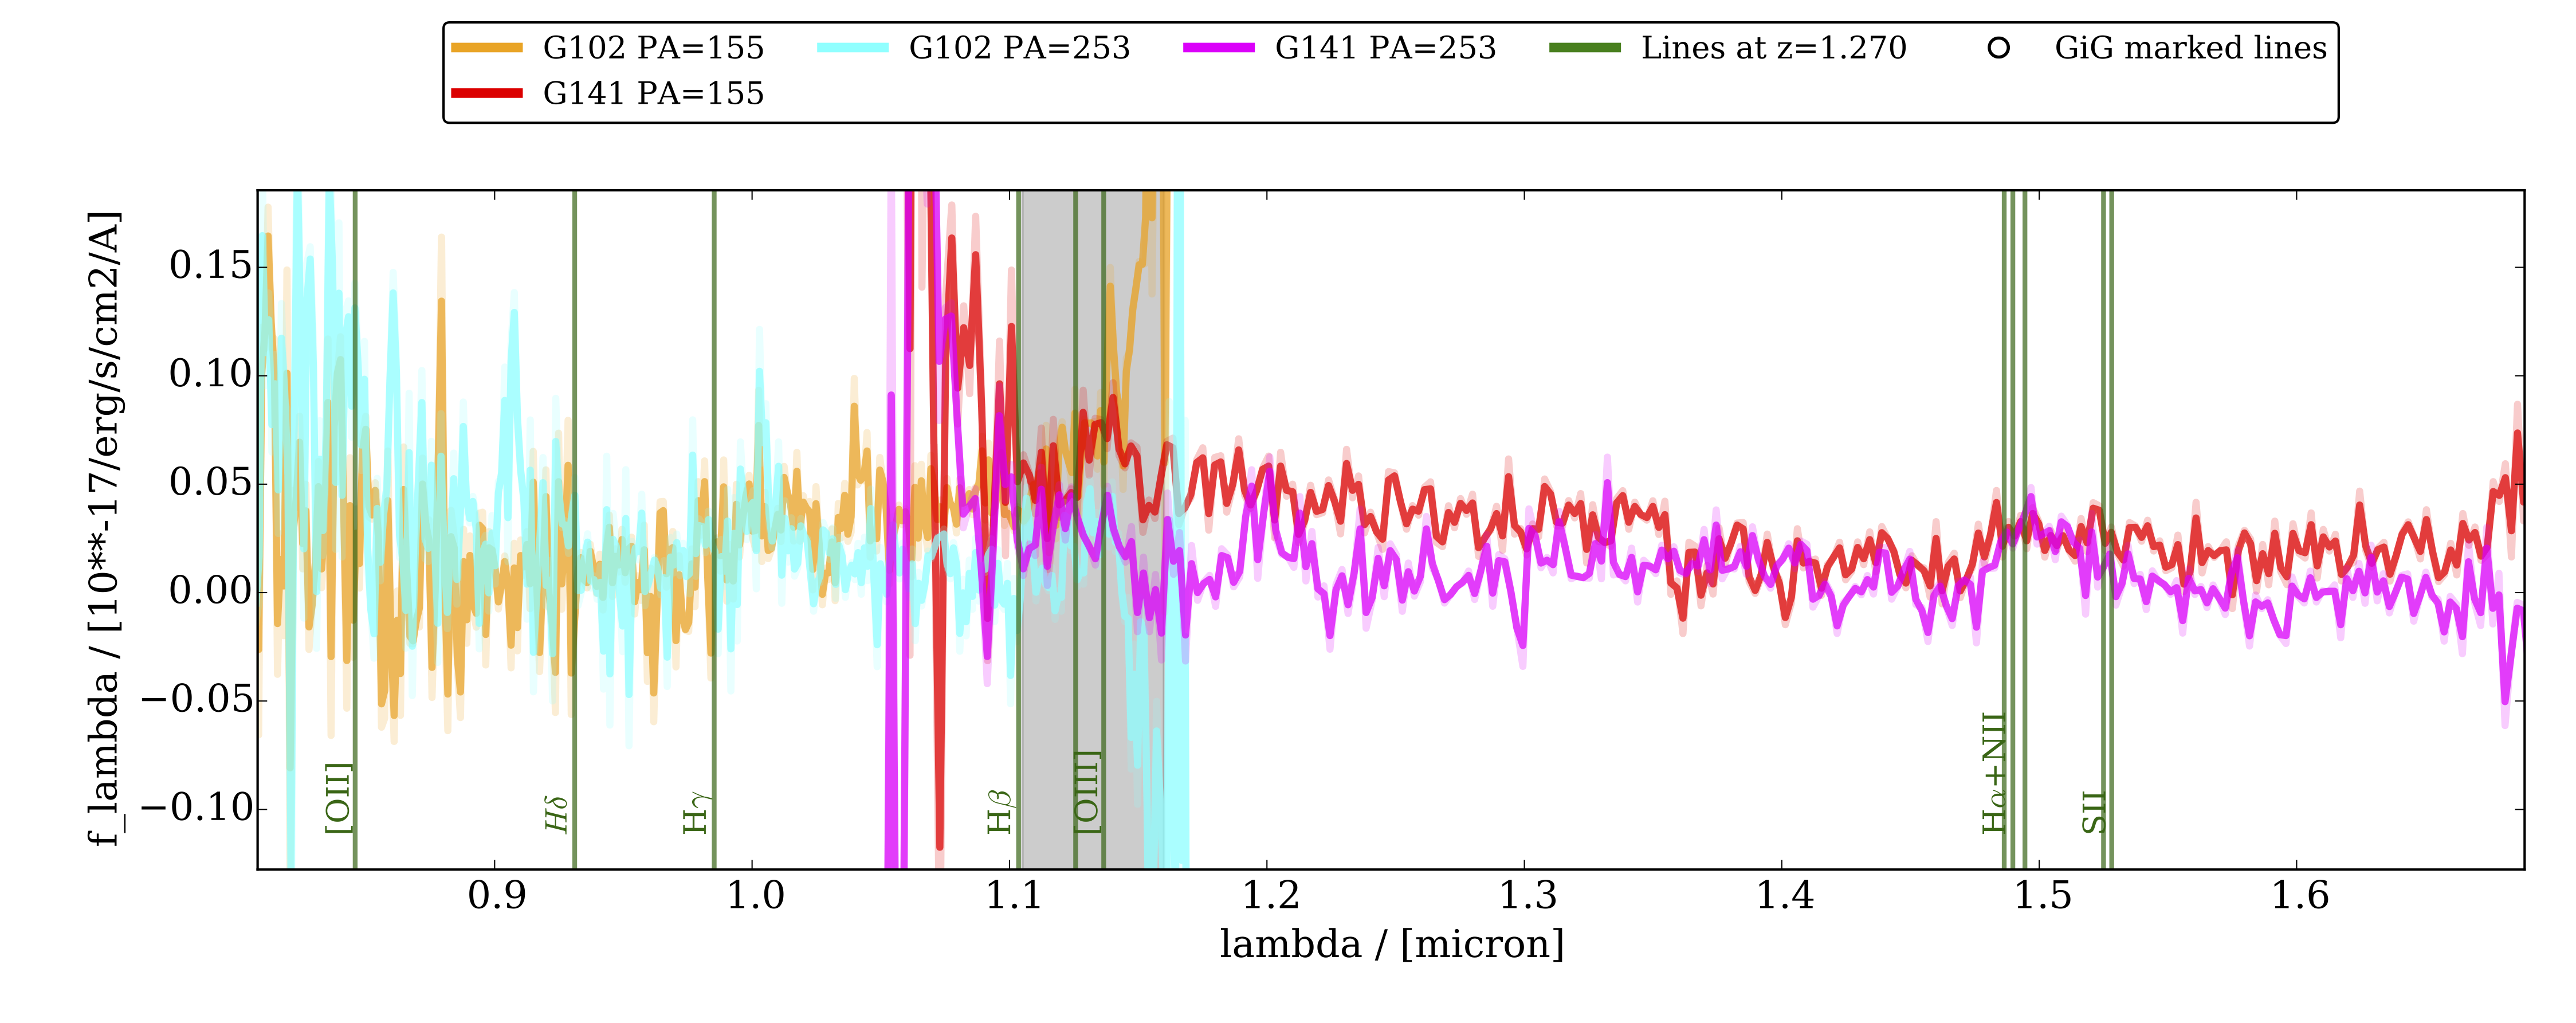 G102 PA=155 G102 PA=253 G141 PA=253 Lines at z=1.270 GiG marked lines
G141 PA=155
f_lambda / [10**-17/erg/s/cm2/A]
0.15
0.10
0.05
0.00
−0.05
−0.10
[OII]
Hδ
Hγ
Hβ
[OIII]
Hα+NII
SII
0.9 1.0 1.1 1.2 1.3 1.4 1.5 1.6
lambda / [micron]